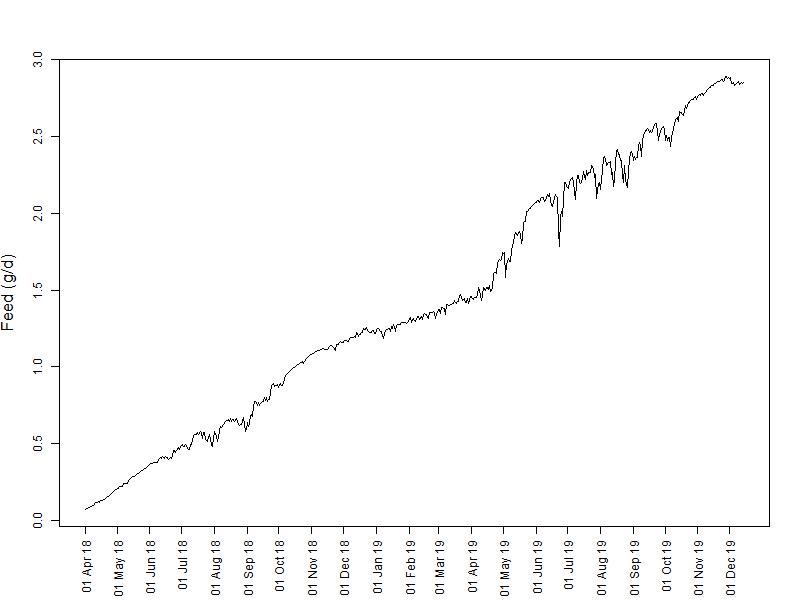 Feed (g/d)
3.0
2.5
2.0
1.5
1.0
0.5
0.0
01 Apr 18
01 May 18
01 Jun 18
01 Jul 18
01 Aug 18
01 Sep 18
01 Oct 18
01 Nov 18
01 Dec 18
01 Jan 19
01 Feb 19
01 Mar 19
01 Apr 19
01 May 19
01 Jun 19
01 Jul 19
01 Aug 19
01 Sep 19
01 Oct 19
01 Nov 19
01 Dec 19